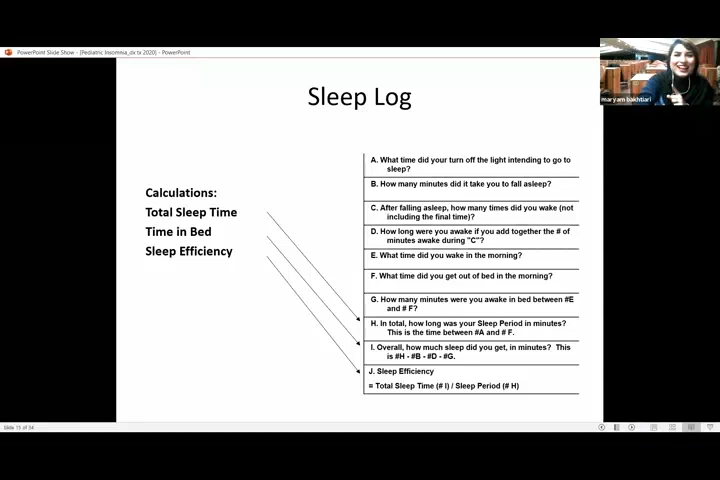 PowerPoint Slide Show - [Pediatric Insomnia_dx tx 2020] - PowerPoint
maryam bakhtiari
Sleep Log
Calculations:
Total Sleep Time
Time in Bed
Sleep Efficiency
A. What time did your turn off the light intending to go to
sleep?
B. How many minutes did it take you to fall asleep?
C. After falling asleep, how many times did you wake (not
including the final time)?
D. How long were you awake if you add together the # of
minutes awake during "C"?
E. What time did you wake in the morning?
F. What time did you get out of bed in the morning?
G. How many minutes were you awake in bed between #E
and # F?
H. In total, how long was your Sleep Period in minutes?
This is the time between #A and # F.
I. Overall, how much sleep did you get, in minutes? This
is #H - #B - #D - #G.
J. Sleep Efficiency
= Total Sleep Time (# I) / Sleep Period (# H)
Slide 15 of 34